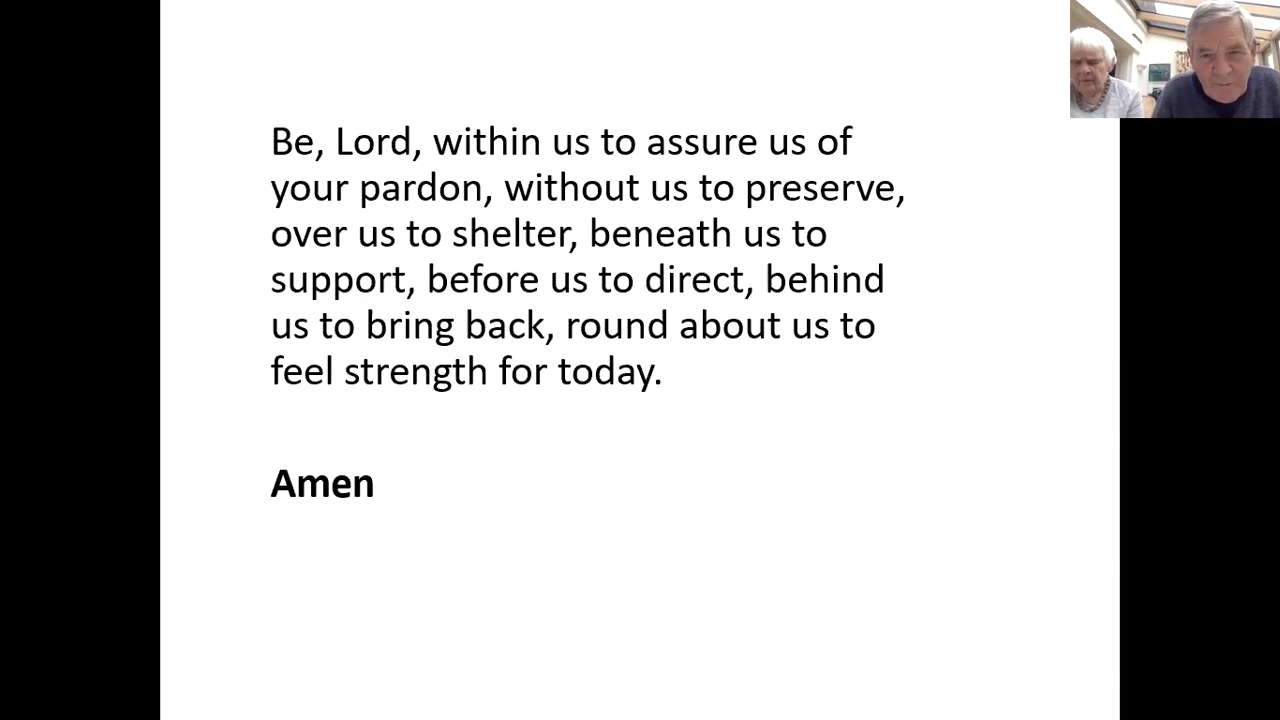 Be, Lord, within us to assure us of
your pardon, without us to preserve,
over us to shelter, beneath us to
support, before us to direct, behind
us to bring back, round about us to
feel strength for today.
Amen